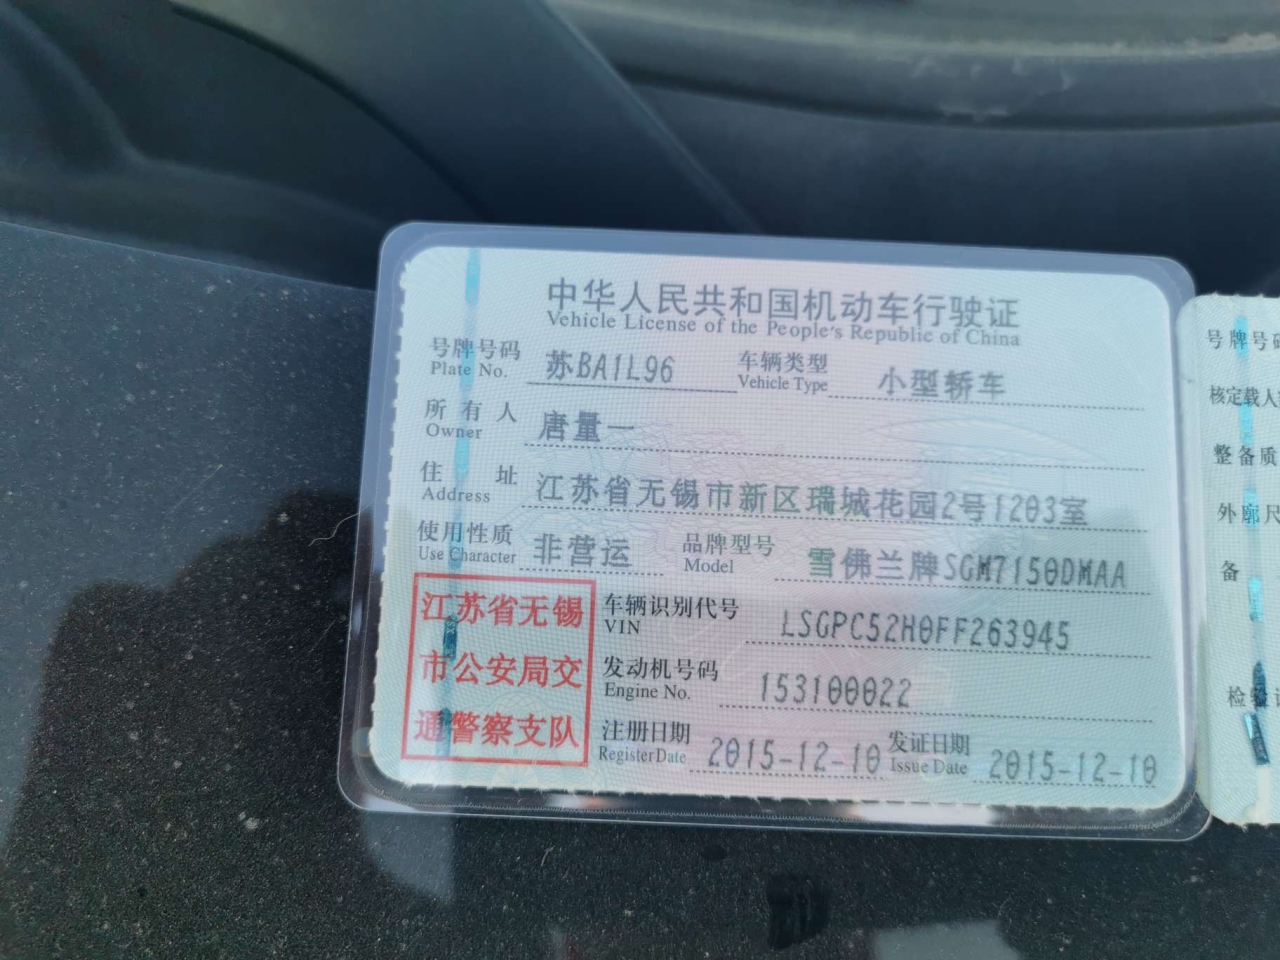 中华人民共和国机动车行驶证
Vehicle License of the People's Republic of China
号牌号码 苏BA1L96 车辆类型 小型轿车
Plate No. Vehicle Type
所有人 唐量一
Owner
住址 江苏省无锡市新区瑞城花园2号1203室
Address
使用性质 非营运 品牌型号 雪佛兰牌SGM7150DMAA
Use Character Model
江苏省无锡
市公安局交
通警察支队
车辆识别代号 LSGPC52H0FF263945
VIN
发动机号码 153100022
Engine No.
注册日期 2015-12-10 发证日期 2015-12-10
Register Date Issue Date
号牌号码
核定载人
整备质
外廓尺
备
检验